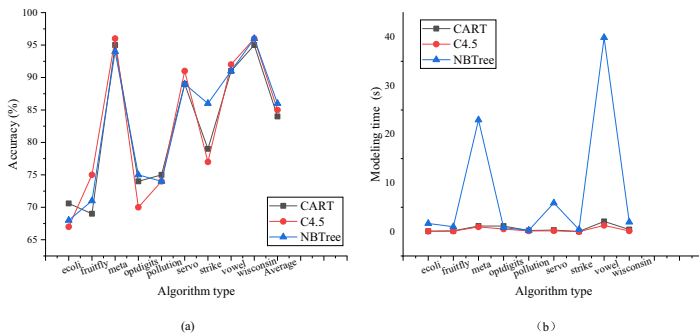 100
95
90
85
80
75
70
65
Accuracy (%)
CART
C4.5
NBTree
ecoli
fruitfly
meta
optdigits
pollution
servo
strike
vowel
wisconsin
Average
Algorithm type
(a)
40
30
20
10
0
Modeling time (s)
CART
C4.5
NBTree
ecoli
fruitfly
meta
optdigits
pollution
servo
strike
vowel
wisconsin
Algorithm type
（b）